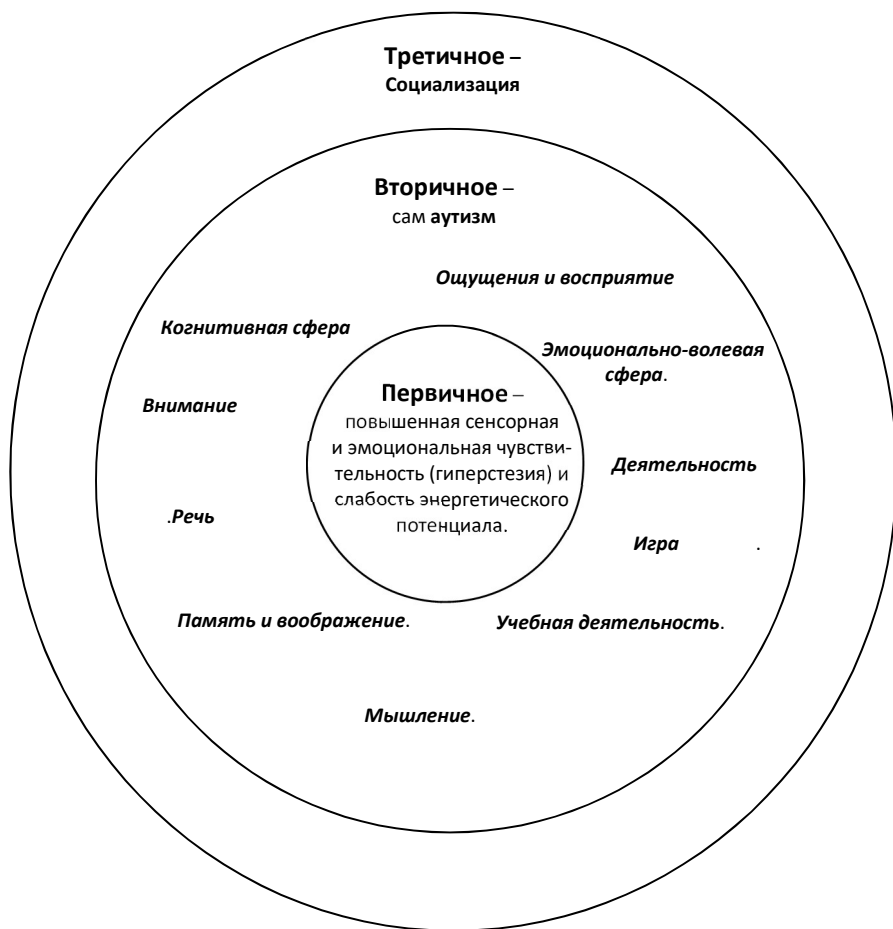 Третичное –
Социализация
Вторичное –
сам аутизм
Ощущения и восприятие
Когнитивная сфера
Эмоционально-волевая
сфера.
Внимание
Первичное –
повышенная сенсорная
и эмоциональная чувстви-
тельность (гиперстезия) и
слабость энергетического
потенциала.
Деятельность
.Речь
Игра .
Память и воображение.
Учебная деятельность.
Мышление.